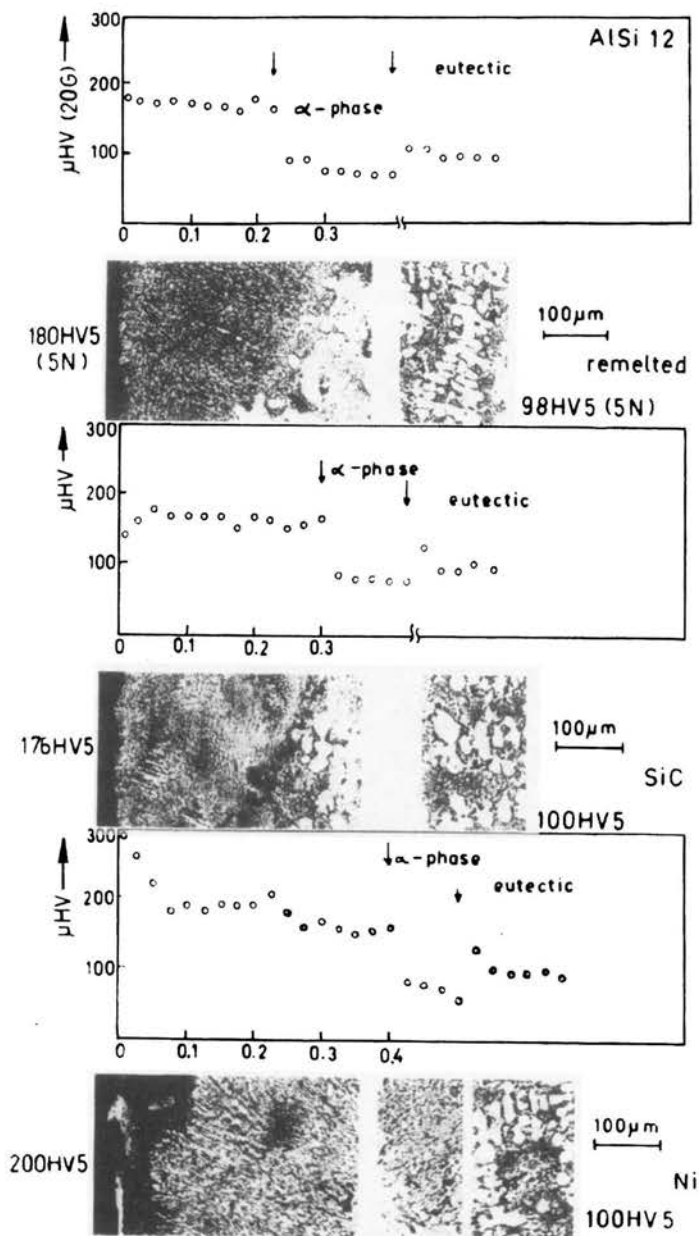 300
AlSi 12
eutectic
200
α-phase
µHV (20G)
100
0 0.1 0.2 0.3
180HV5
(5N)
100µm
remelted
98HV5 (5N)
300
α-phase
200
eutectic
µHV
100
0 0.1 0.2 0.3
176HV5
100µm
SiC
100HV5
300
α-phase
eutectic
200
µHV
100
0 0.1 0.2 0.3 0.4
200HV5
100µm
Ni
100HV5